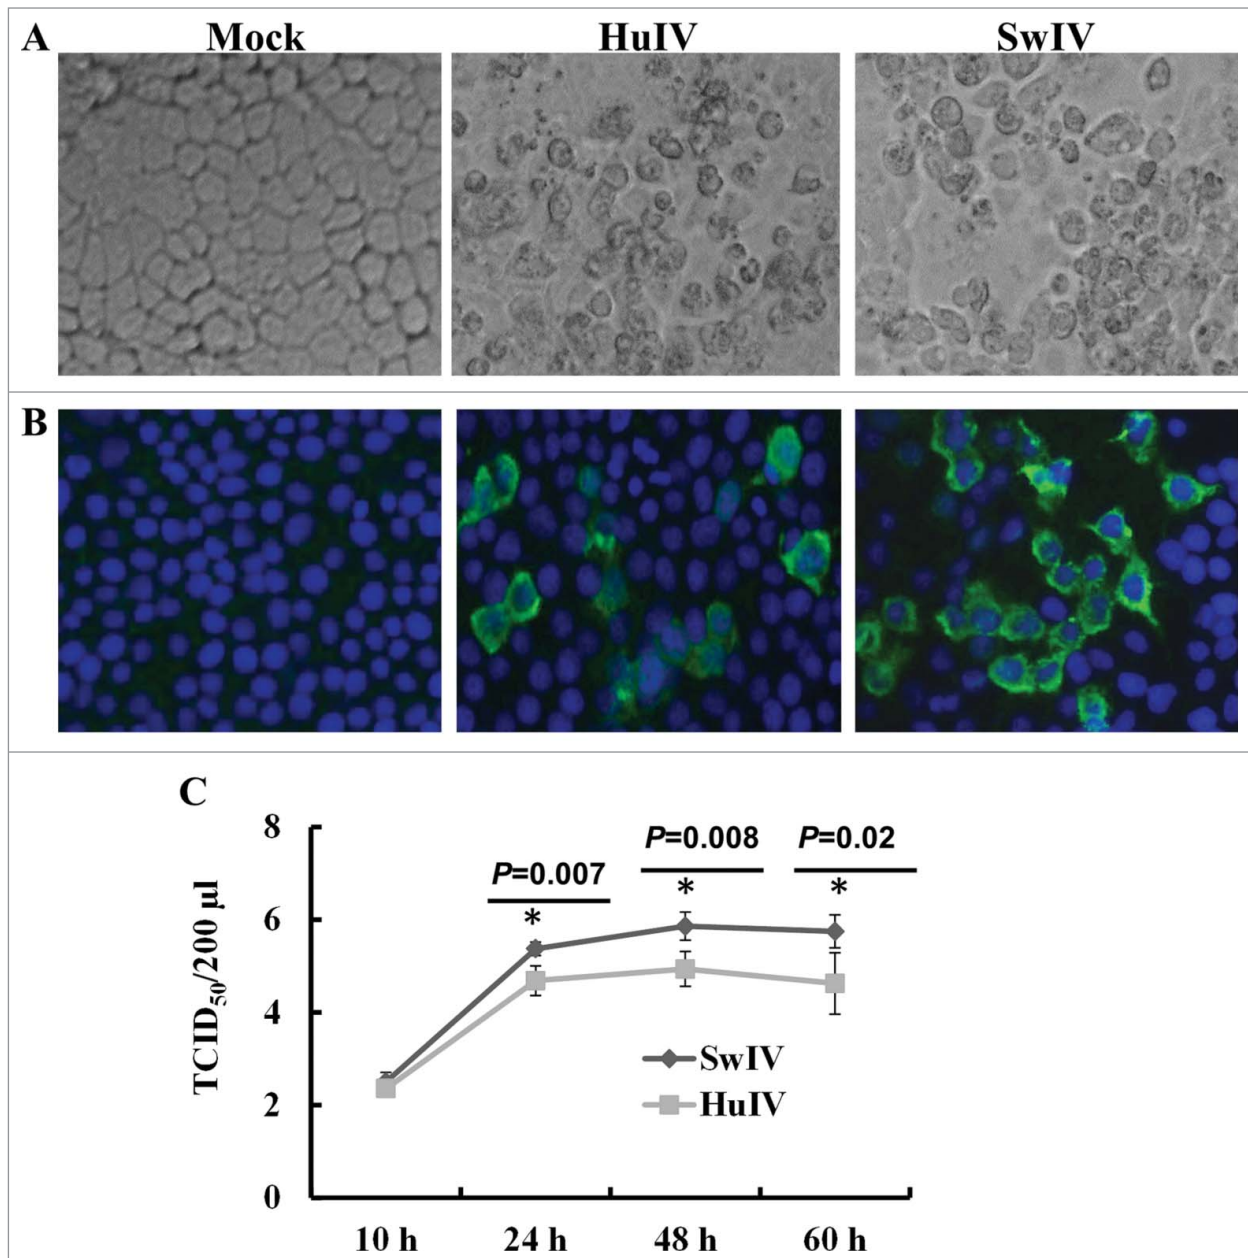 A Mock HuIV SwIV
B
C
8
P=0.007 P=0.008 P=0.02
* * *
6
4
2
0
TCID₅₀/200 µl
SwIV
HuIV
10 h 24 h 48 h 60 h